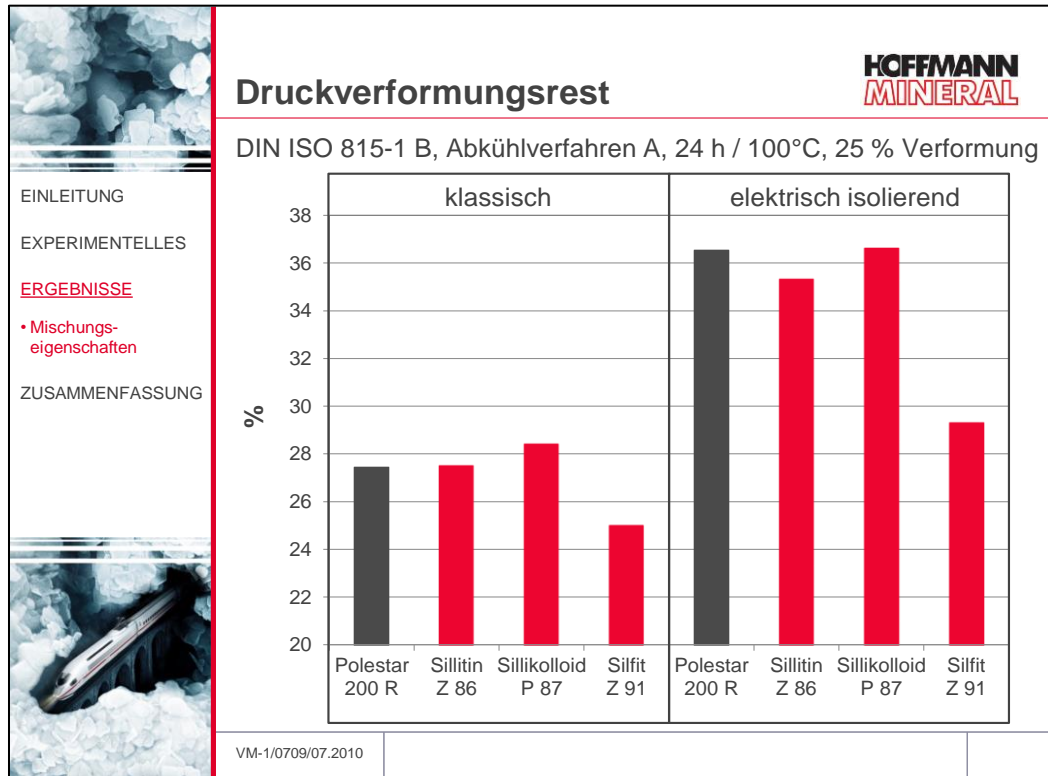 Druckverformungsrest
HOFFMANN
MINERAL
DIN ISO 815-1 B, Abkühlverfahren A, 24 h / 100°C, 25 % Verformung
EINLEITUNG
EXPERIMENTELLES
ERGEBNISSE
• Mischungs-
eigenschaften
ZUSAMMENFASSUNG
klassisch
elektrisch isolierend
%
38
36
34
32
30
28
26
24
22
20
Polestar
200 R
Sillitin
Z 86
Sillikolloid
P 87
Silfit
Z 91
Polestar
200 R
Sillitin
Z 86
Sillikolloid
P 87
Silfit
Z 91
VM-1/0709/07.2010